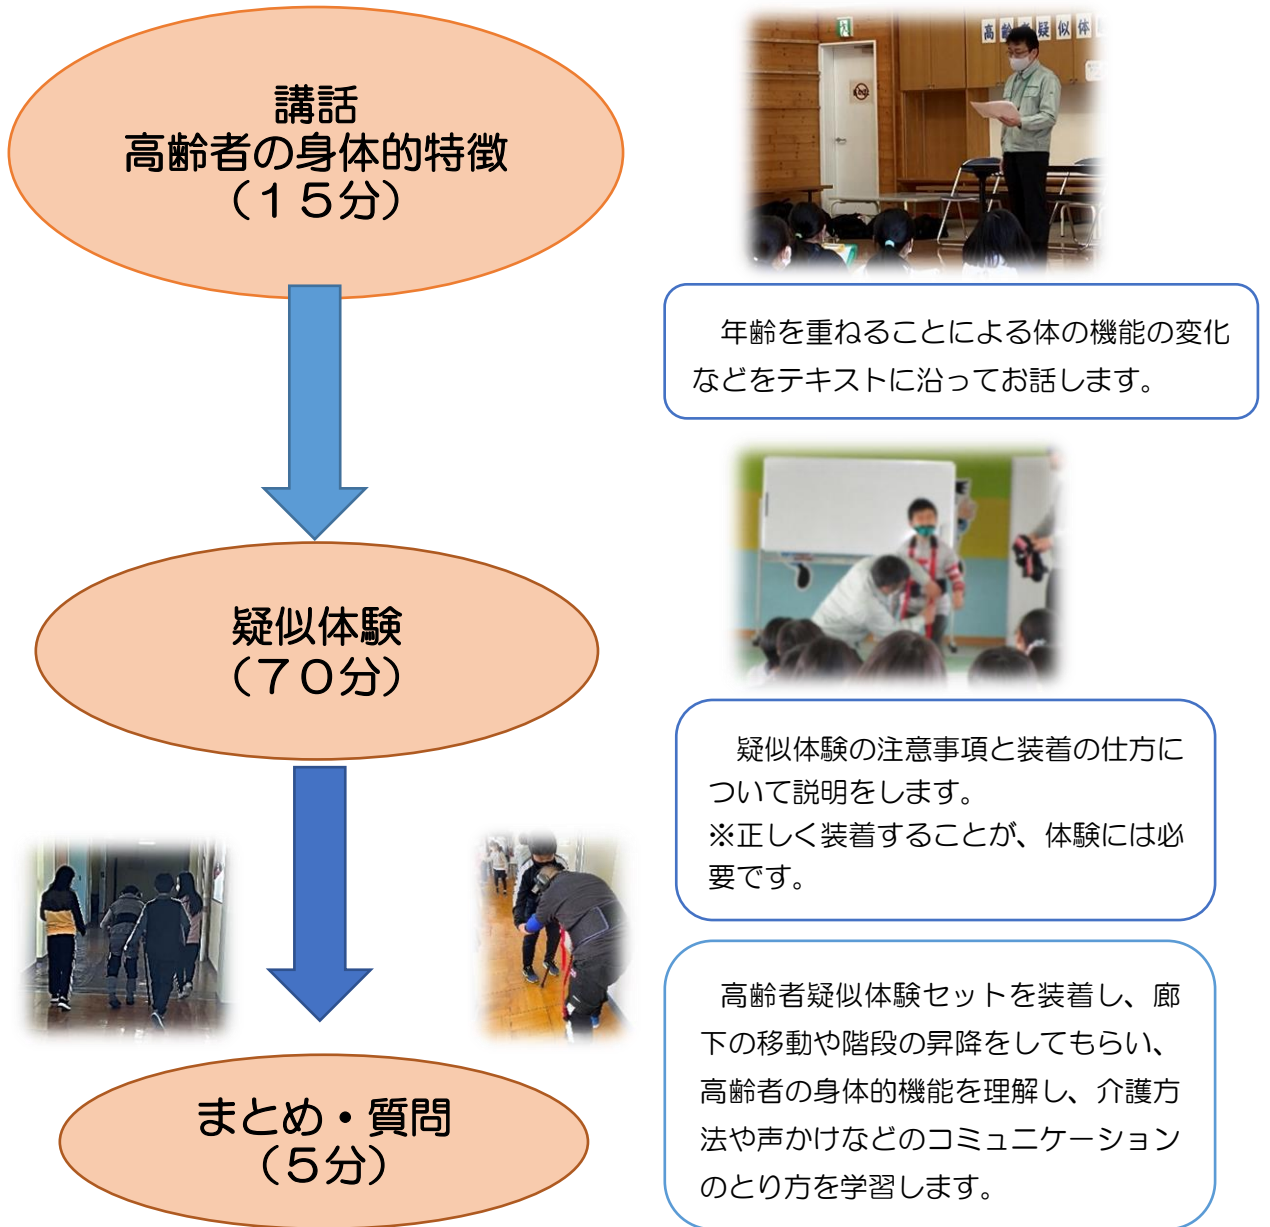 講話
高齢者の身体的特徴
（１５分）
高齢者疑似体
年齢を重ねることによる体の機能の変化
などをテキストに沿ってお話します。
疑似体験
（７０分）
疑似体験の注意事項と装着の仕方に
ついて説明をします。
※正しく装着することが、体験には必
要です。
高齢者疑似体験セットを装着し、廊
下の移動や階段の昇降をしてもらい、
高齢者の身体的機能を理解し、介護方
法や声かけなどのコミュニケーション
のとり方を学習します。
まとめ・質問
（５分）